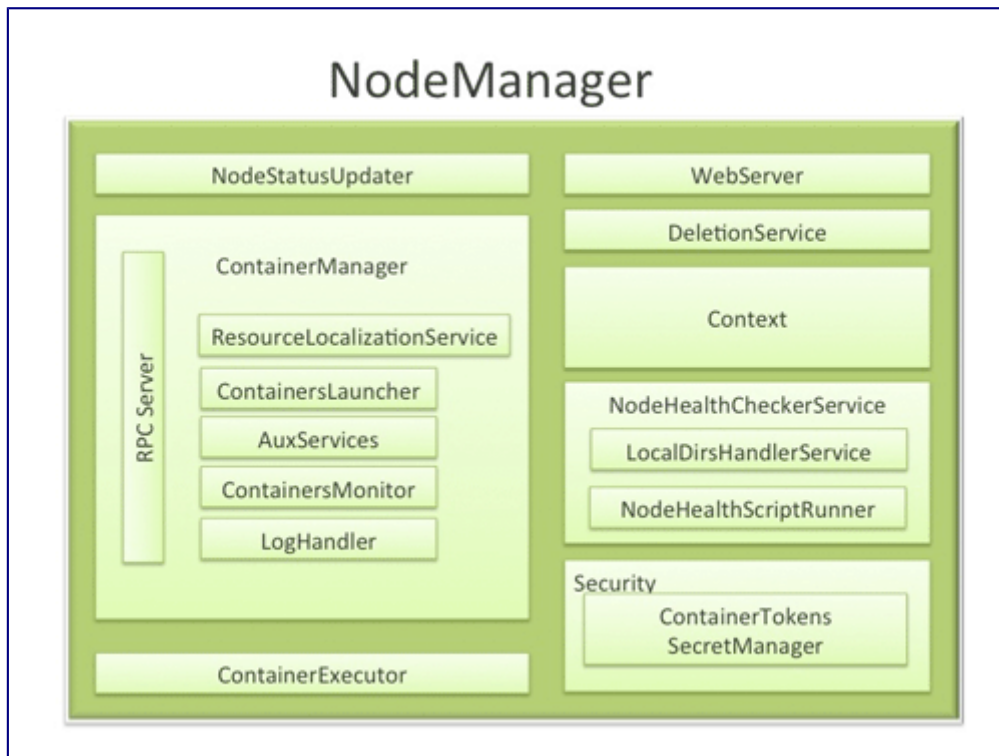 NodeManager
NodeStatusUpdater
ContainerManager
RPC Server
ResourceLocalizationService
ContainersLauncher
AuxServices
ContainersMonitor
LogHandler
ContainerExecutor
WebServer
DeletionService
Context
NodeHealthCheckerService
LocalDirsHandlerService
NodeHealthScriptRunner
Security
ContainerTokens
SecretManager